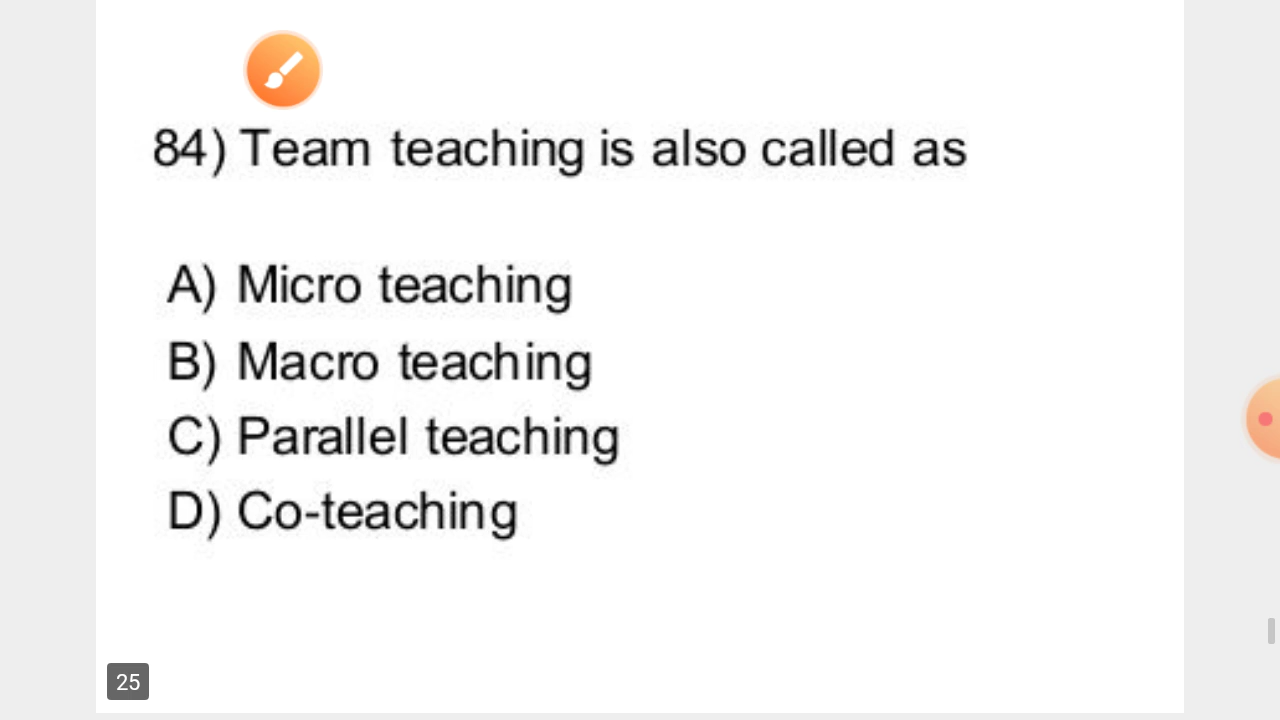 84) Team teaching is also called as
A) Micro teaching
B) Macro teaching
C) Parallel teaching
D) Co-teaching
25